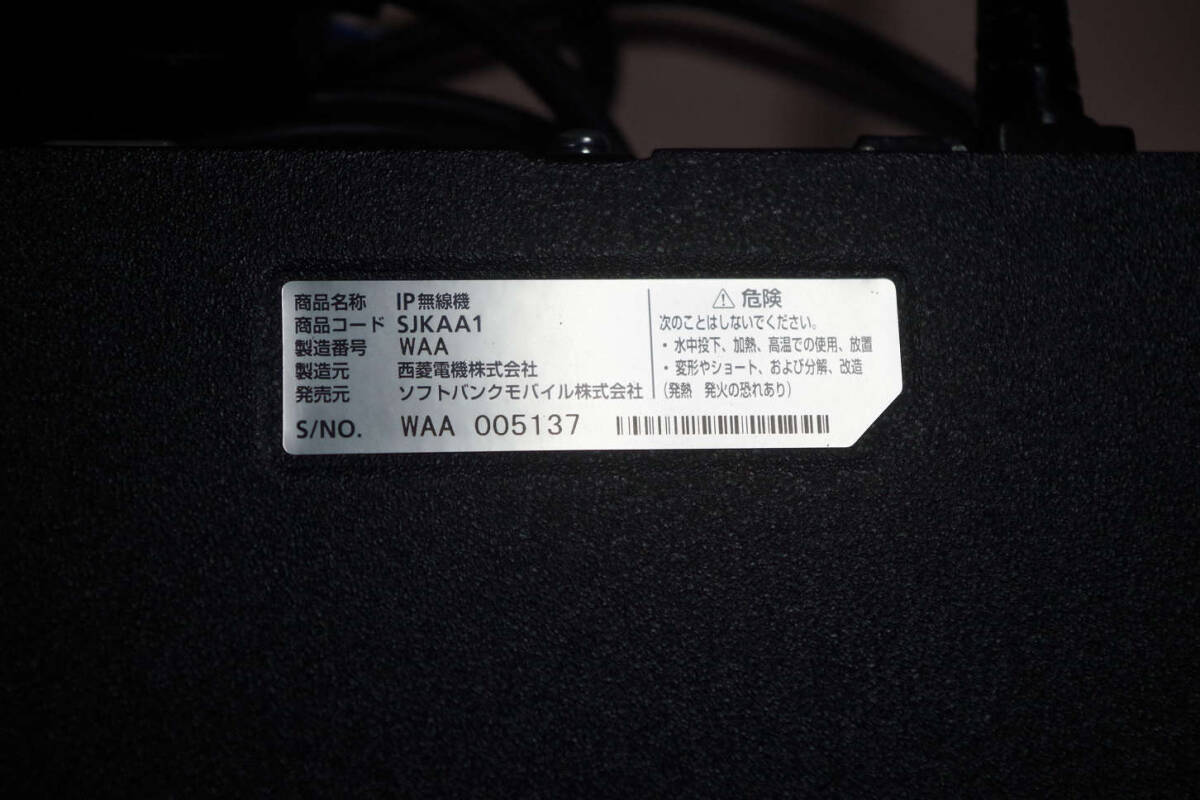 商品名称 IP無線機
商品コード SJKAA1
製造番号 WAA
製造元 西菱電機株式会社
発売元 ソフトバンクモバイル株式会社
S/NO. WAA 005137
⚠ 危険
次のことはしないでください。
・水中投下、加熱、高温での使用、放置
・変形やショート、および分解、改造
(発熱 発火の恐れあり)